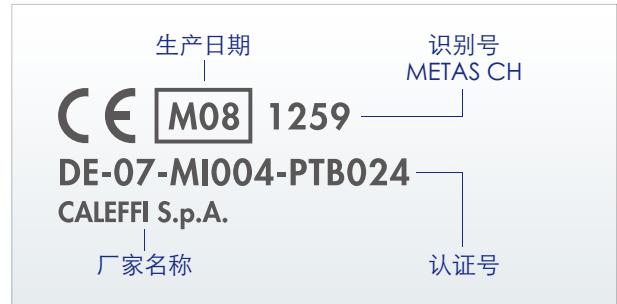 生产日期
识别号
METAS CH
CE M08 1259
DE-07-MI004-PTB024
CALEFFI S.p.A.
厂家名称
认证号